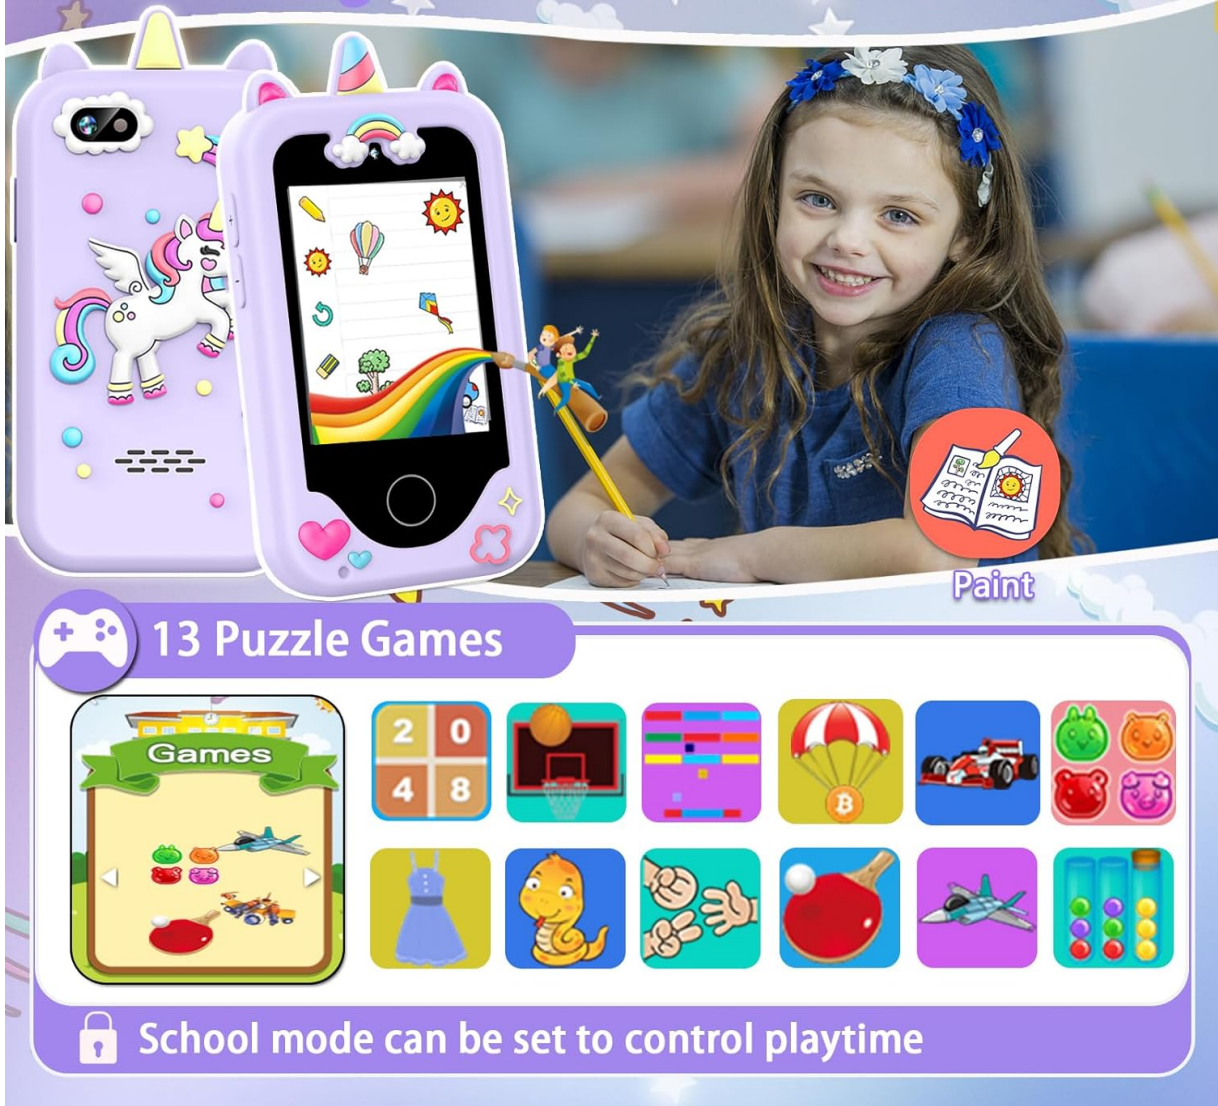 Paint
13 Puzzle Games
Games
2 0
4 8
School mode can be set to control playtime